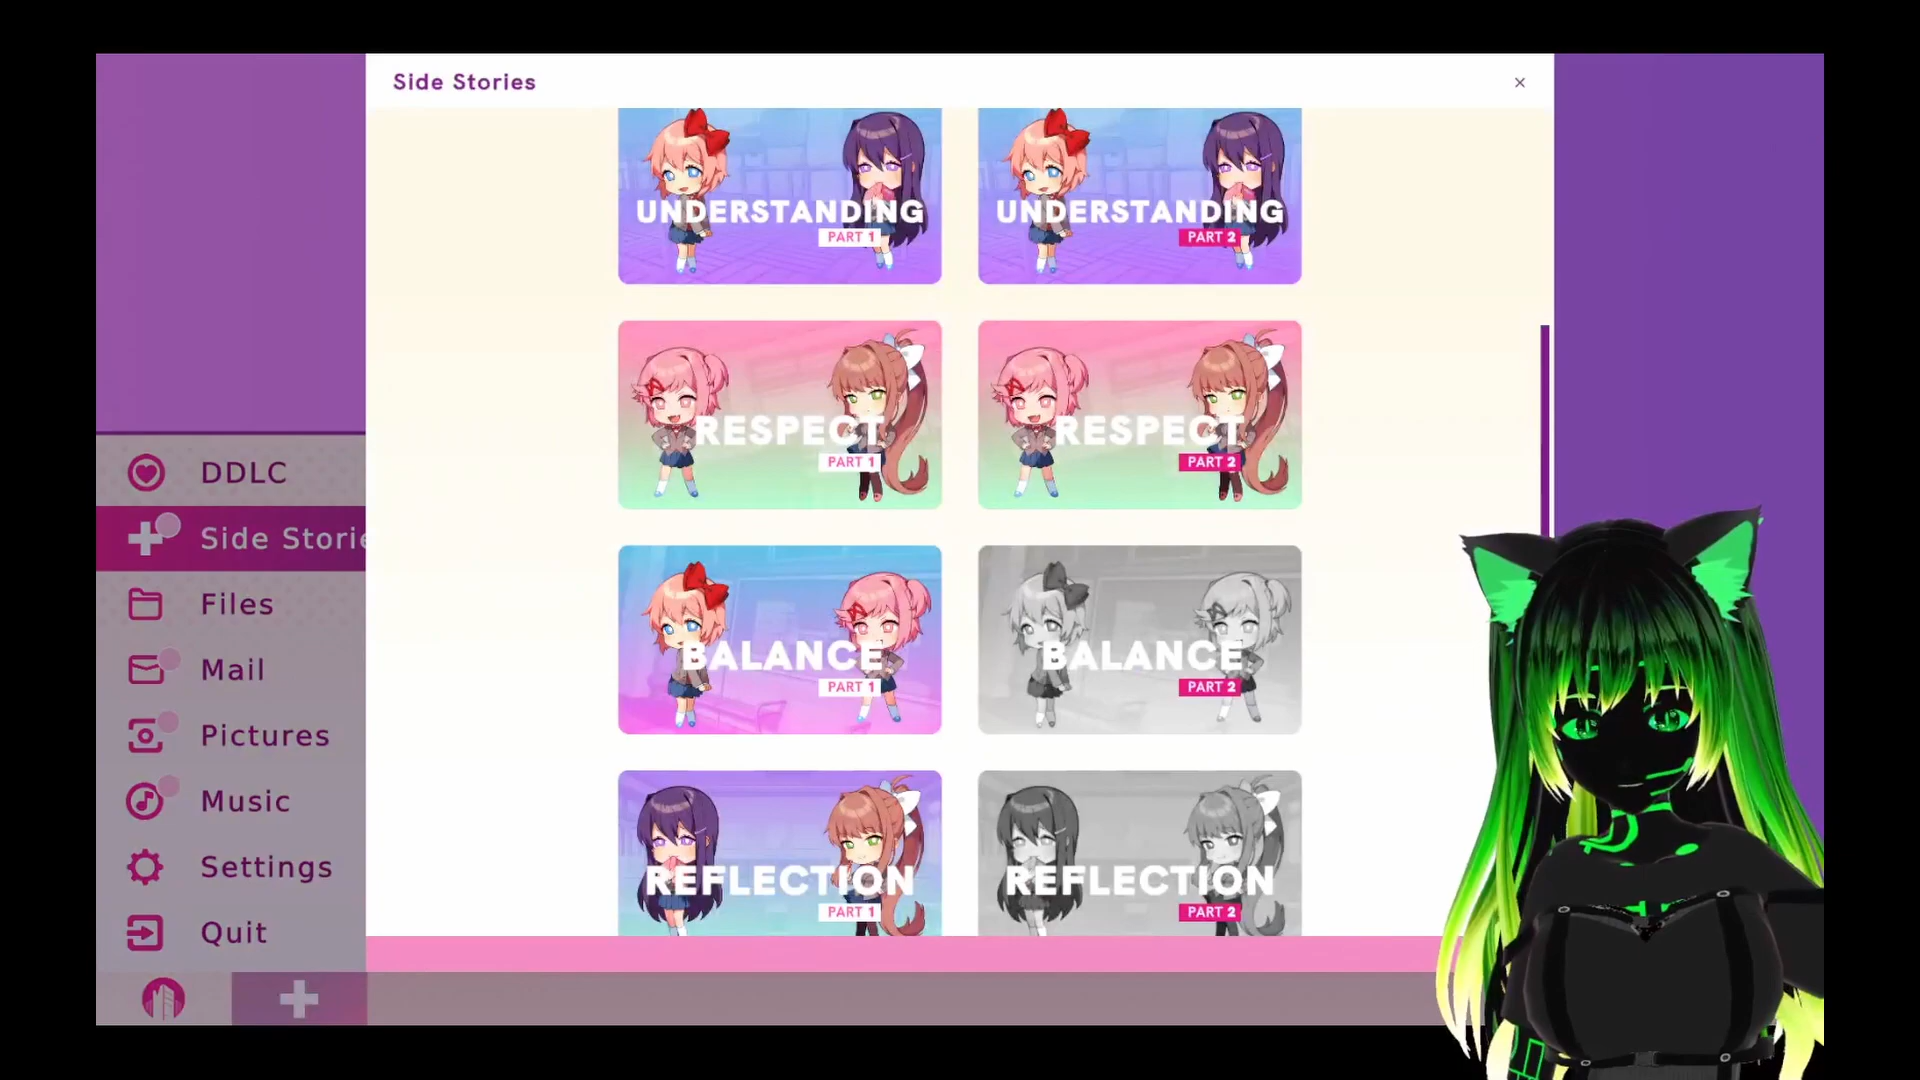 Side Stories
×
UNDERSTANDING
PART 1
UNDERSTANDING
PART 2
RESPECT
PART 1
RESPECT
PART 2
DDLC
Side Storie
Files
Mail
Pictures
Music
Settings
Quit
BALANCE
PART 1
BALANCE
PART 2
REFLECTION
PART 1
REFLECTION
PART 2